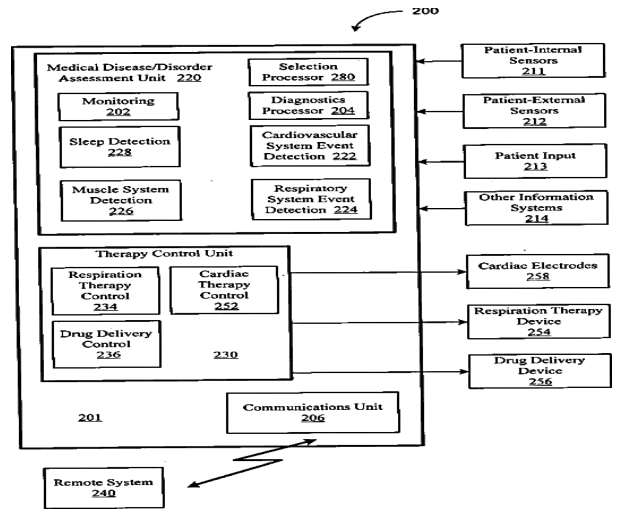 200
Medical Disease/Disorder
Assessment Unit 220
Selection
Processor 280
Monitoring
202
Diagnostics
Processor 204
Sleep Detection
228
Cardiovascular
System Event
Detection 222
Muscle System
Detection
226
Respiratory
System Event
Detection 224
Therapy Control Unit
Respiration
Therapy
Control
234
Cardiac
Therapy
Control
252
Drug Delivery
Control
236
230
201
Communications Unit
206
Remote System
240
Patient-Internal
Sensors
211
Patient-External
Sensors
212
Patient Input
213
Other Information
Systems
214
Cardiac Electrodes
258
Respiration Therapy
Device
254
Drug Delivery
Device
256